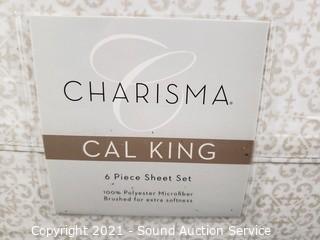 CHARISMA®
CAL KING
6 Piece Sheet Set
100% Polyester Microfiber
Brushed for extra softness
Copyright 2021 - Sound Auction Service